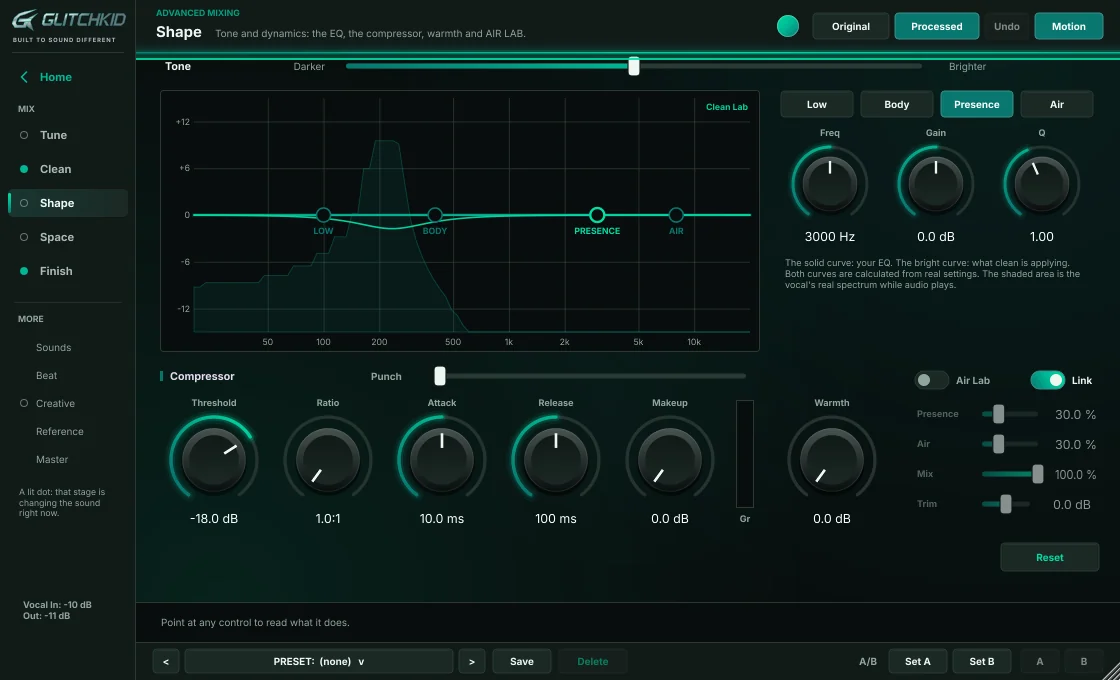 GLITCHKID
BUILT TO SOUND DIFFERENT
Home
MIX
Tune
Clean
Shape
Space
Finish
MORE
Sounds
Beat
Creative
Reference
Master
A lit dot: that stage is
changing the sound
right now.
Vocal In: -10 dB
Out: -11 dB
ADVANCED MIXING
Shape Tone and dynamics: the EQ, the compressor, warmth and AIR LAB.
Original Processed Undo Motion
Tone Darker Brighter
Clean Lab
+12
+6
0
-6
-12
LOW BODY PRESENCE AIR
50 100 200 500 1k 2k 5k 10k
Low Body Presence Air
Freq Gain Q
3000 Hz 0.0 dB 1.00
The solid curve: your EQ. The bright curve: what clean is applying.
Both curves are calculated from real settings. The shaded area is the
vocal's real spectrum while audio plays.
Compressor Punch
Threshold Ratio Attack Release Makeup Warmth
-18.0 dB 1.0:1 10.0 ms 100 ms 0.0 dB Gr 0.0 dB
Air Lab Link
Presence 30.0 %
Air 30.0 %
Mix 100.0 %
Trim 0.0 dB
Reset
Point at any control to read what it does.
< PRESET: (none) v > Save Delete A/B Set A Set B A B